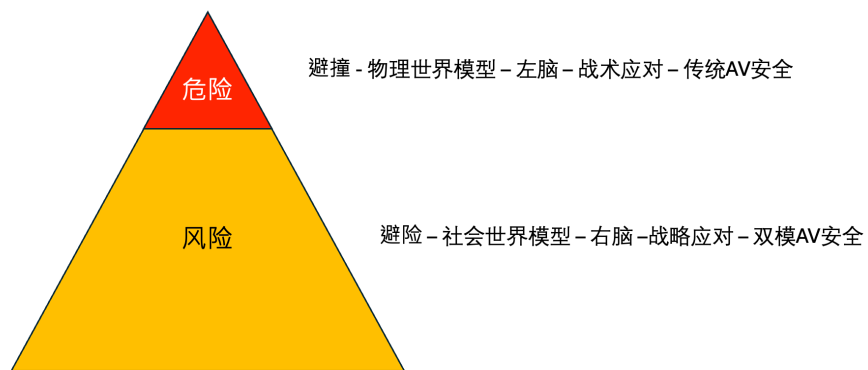 危险
避撞 - 物理世界模型 – 左脑 – 战术应对 – 传统AV安全
风险
避险 – 社会世界模型 – 右脑 –战略应对 – 双模AV安全